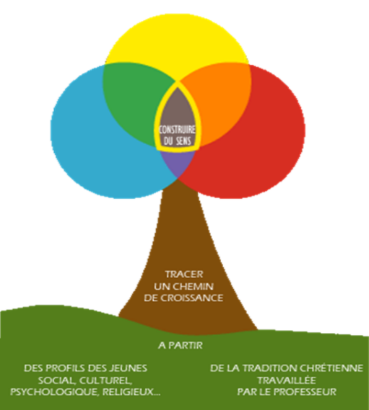 CONSTRUIRE
DU SENS
TRACER
UN CHEMIN
DE CROISSANCE
A PARTIR
DES PROFILS DES JEUNES
SOCIAL, CULTUREL,
PSYCHOLOGIQUE, RELIGIEUX...
DE LA TRADITION CHRÉTIENNE
TRAVAILLÉE
PAR LE PROFESSEUR